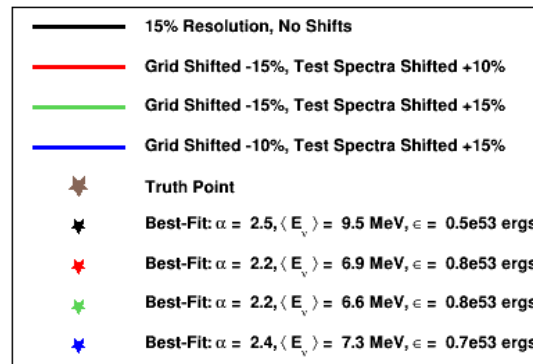 15% Resolution, No Shifts
Grid Shifted -15%, Test Spectra Shifted +10%
Grid Shifted -15%, Test Spectra Shifted +15%
Grid Shifted -10%, Test Spectra Shifted +15%
Truth Point
Best-Fit: α = 2.5, ⟨ E_ν ⟩ = 9.5 MeV, ε = 0.5e53 ergs
Best-Fit: α = 2.2, ⟨ E_ν ⟩ = 6.9 MeV, ε = 0.8e53 ergs
Best-Fit: α = 2.2, ⟨ E_ν ⟩ = 6.6 MeV, ε = 0.8e53 ergs
Best-Fit: α = 2.4, ⟨ E_ν ⟩ = 7.3 MeV, ε = 0.7e53 ergs